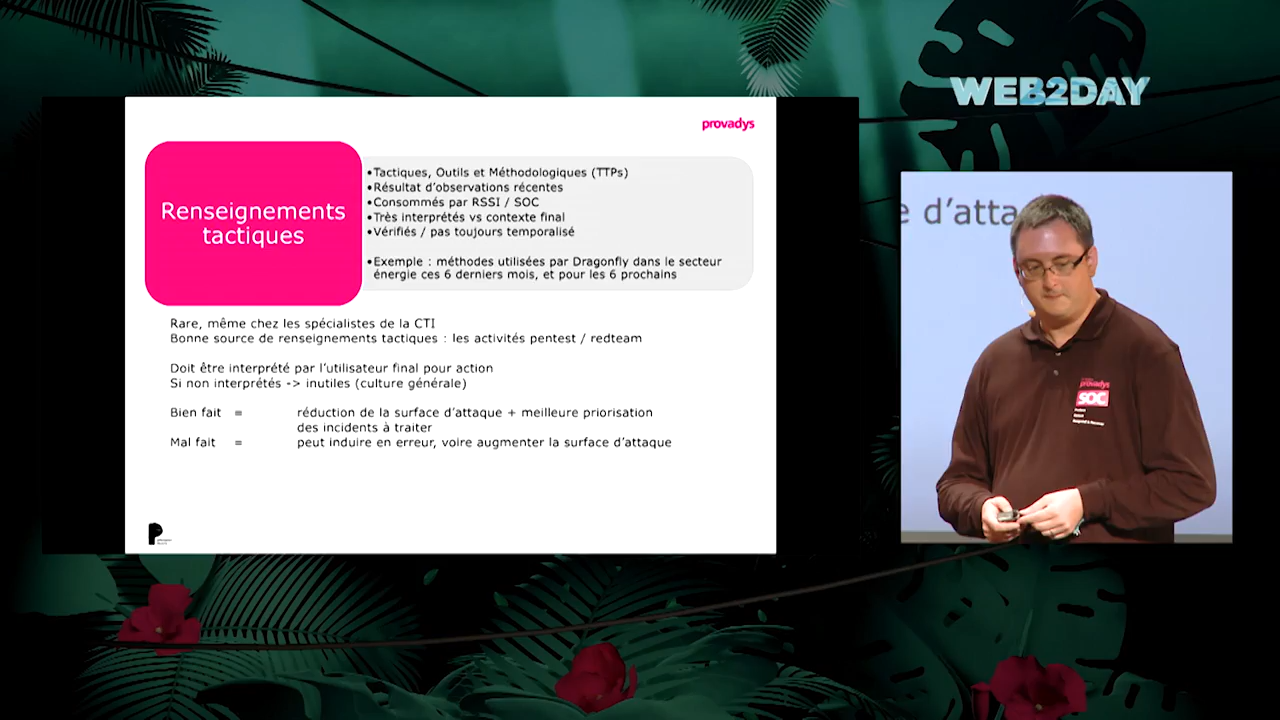 WEB2DAY
provadys
Renseignements
tactiques
•Tactiques, Outils et Méthodologiques (TTPs)
•Résultat d'observations récentes
•Consommés par RSSI / SOC
•Très interprétés vs contexte final
•Vérifiés / pas toujours temporalisé
•Exemple : méthodes utilisées par Dragonfly dans le secteur
énergie ces 6 derniers mois, et pour les 6 prochains
Rare, même chez les spécialistes de la CTI
Bonne source de renseignements tactiques : les activités pentest / redteam
Doit être interprété par l'utilisateur final pour action
Si non interprétés -> inutiles (culture générale)
Bien fait = réduction de la surface d'attaque + meilleure priorisation
des incidents à traiter
Mal fait = peut induire en erreur, voire augmenter la surface d'attaque
e d'atta
provadys
SOC